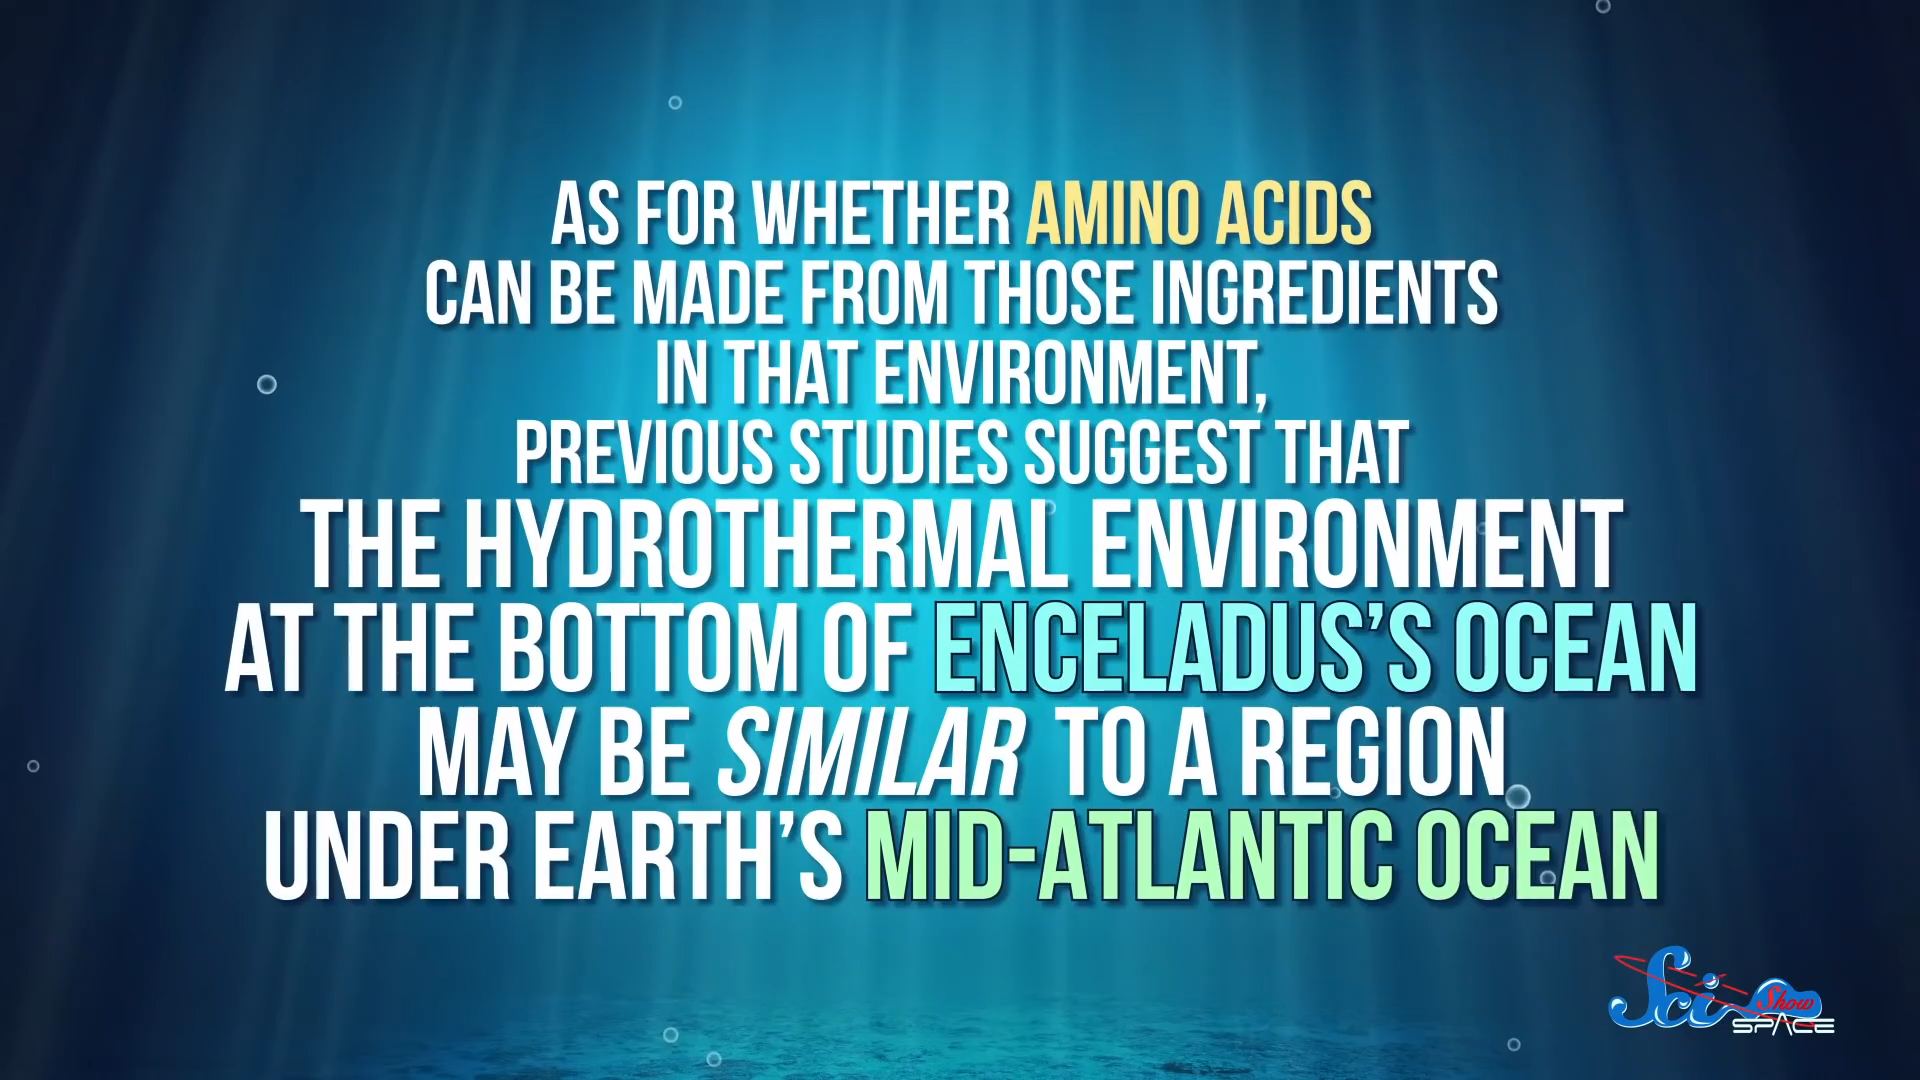 AS FOR WHETHER AMINO ACIDS
CAN BE MADE FROM THOSE INGREDIENTS
IN THAT ENVIRONMENT,
PREVIOUS STUDIES SUGGEST THAT
THE HYDROTHERMAL ENVIRONMENT
AT THE BOTTOM OF ENCELADUS'S OCEAN
MAY BE SIMILAR TO A REGION
UNDER EARTH'S MID-ATLANTIC OCEAN
Sci Show
SPACE